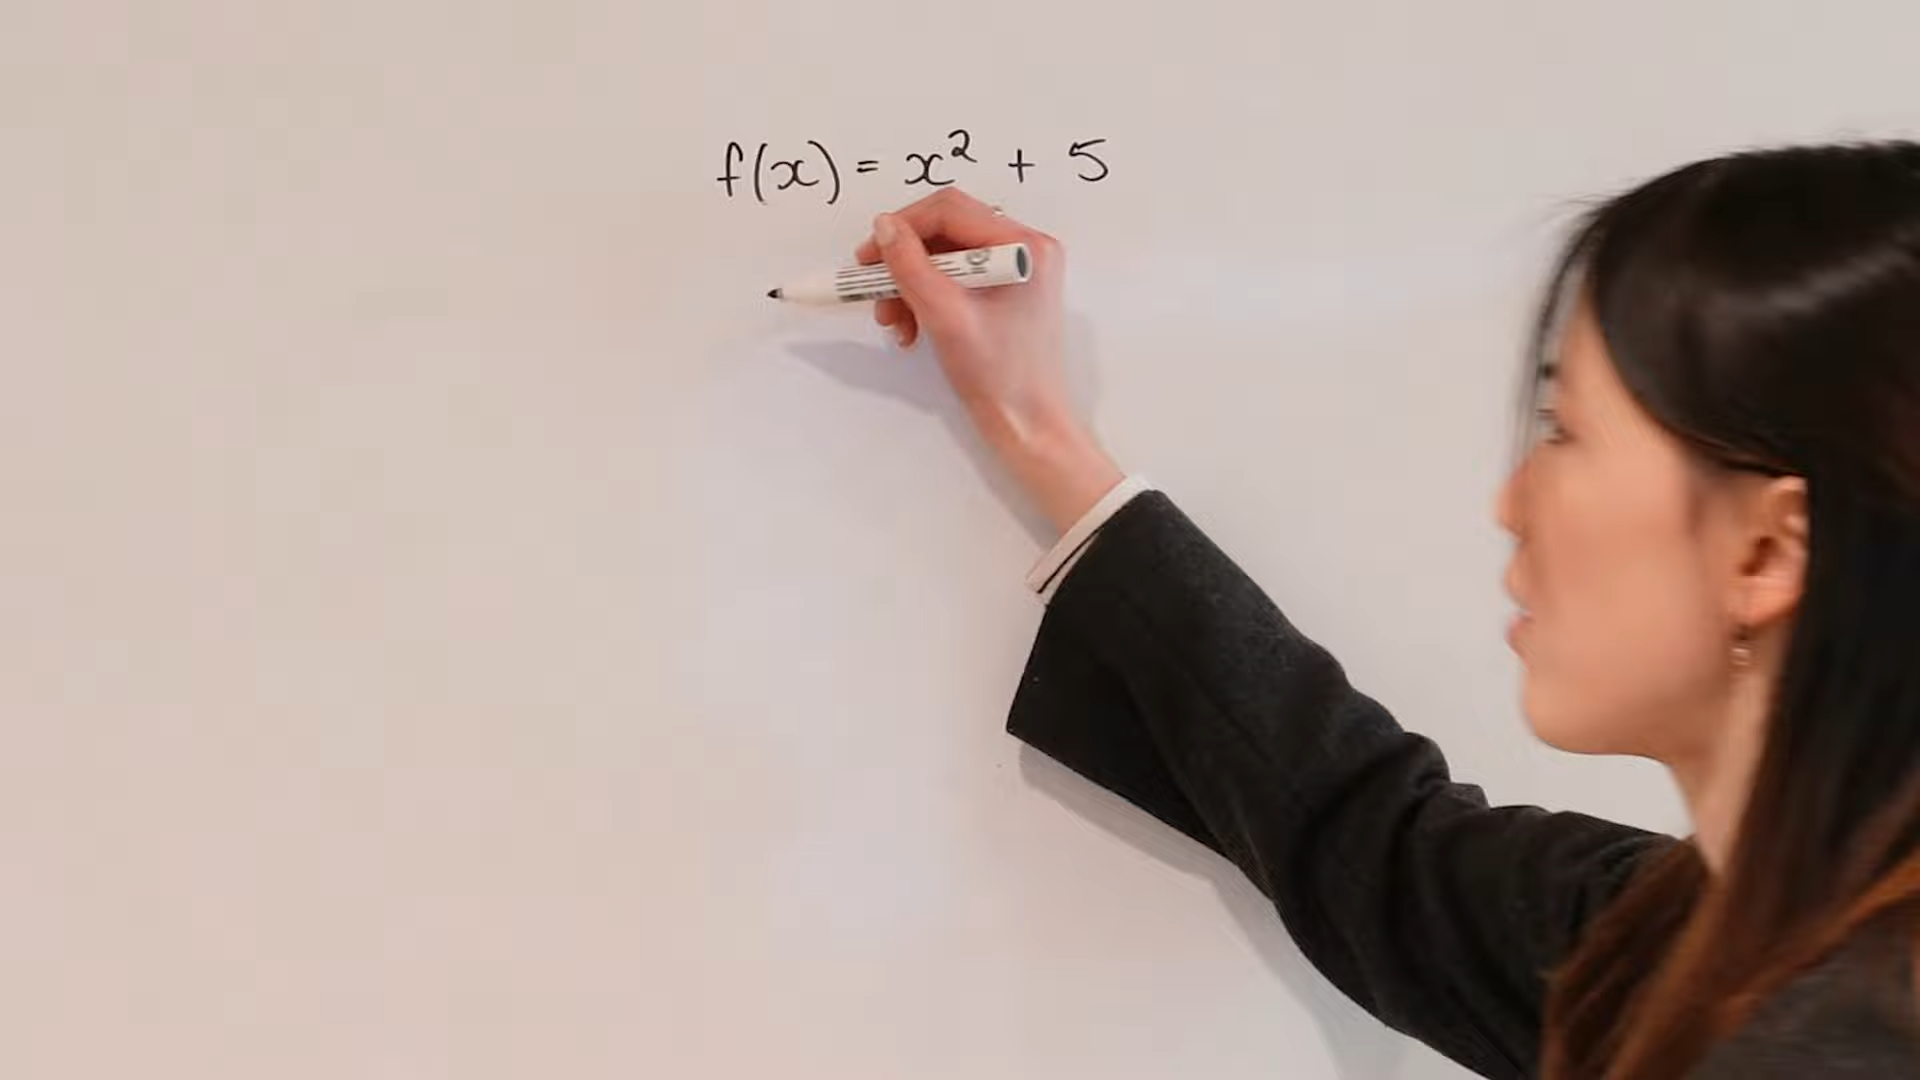 f(x) = x² + 5